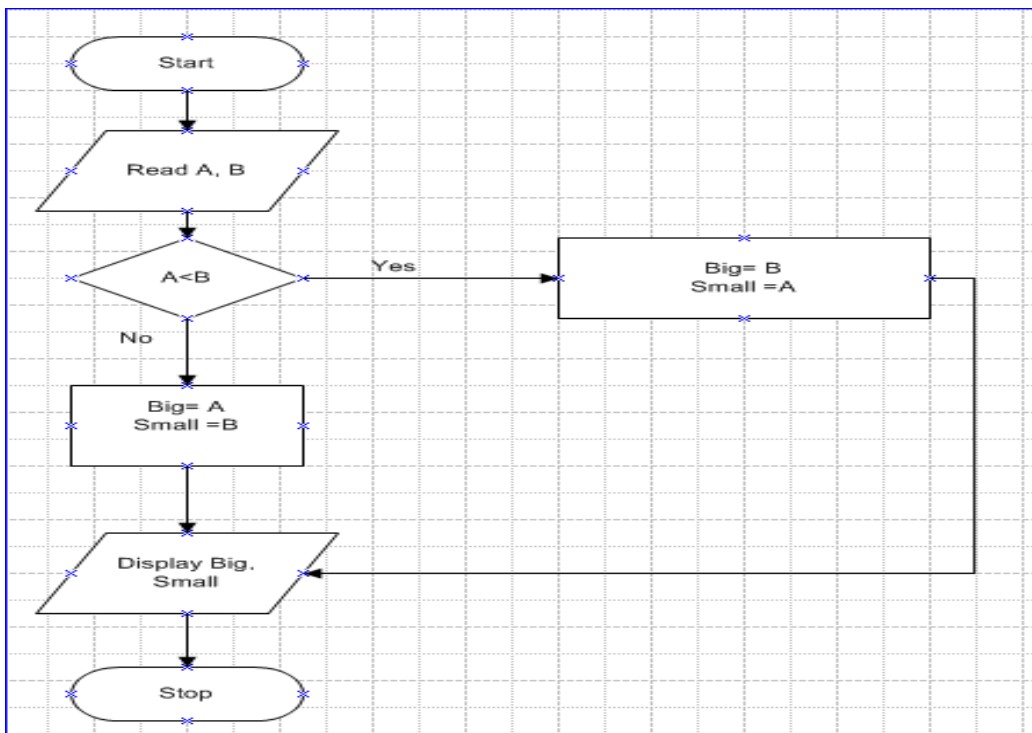 Start
Read A, B
A<B
Yes
Big= B
Small =A
No
Big= A
Small =B
Display Big,
Small
Stop